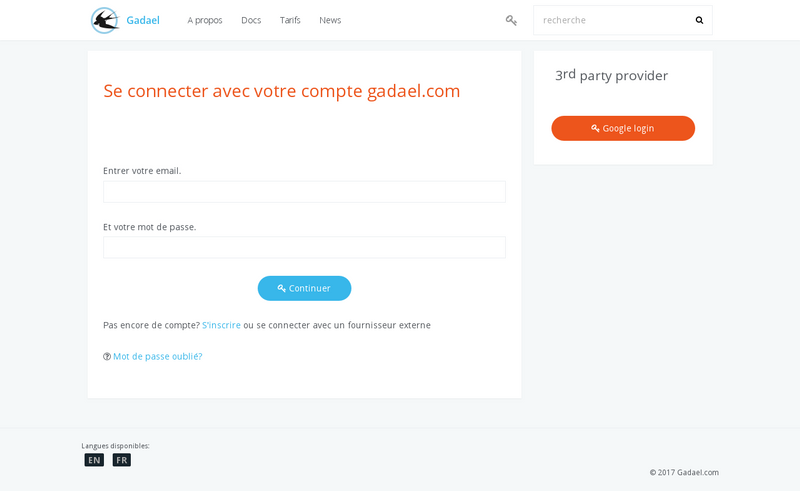 Gadael A propos Docs Tarifs News recherche
Se connecter avec votre compte gadael.com
Entrer votre email.
Et votre mot de passe.
Continuer
Pas encore de compte? S'inscrire ou se connecter avec un fournisseur externe
Mot de passe oublié?
3rd party provider
Google login
Langues disponibles:
EN FR
© 2017 Gadael.com